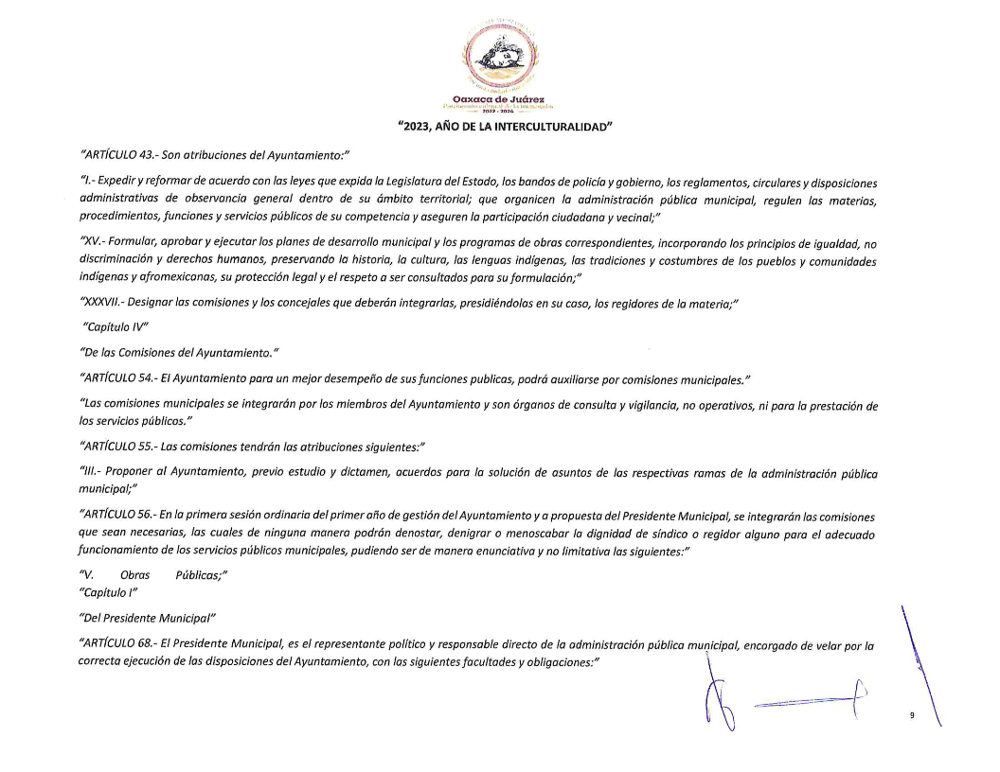 Oaxaca de Juárez
2022 - 2024
"2023, AÑO DE LA INTERCULTURALIDAD"
"ARTÍCULO 43.- Son atribuciones del Ayuntamiento:"
"I.- Expedir y reformar de acuerdo con las leyes que expida la Legislatura del Estado, los bandos de policía y gobierno, los reglamentos, circulares y disposiciones
administrativas de observancia general dentro de su ámbito territorial; que organicen la administración pública municipal, regulen las materias,
procedimientos, funciones y servicios públicos de su competencia y aseguren la participación ciudadana y vecinal;"
"XV.- Formular, aprobar y ejecutar los planes de desarrollo municipal y los programas de obras correspondientes, incorporando los principios de igualdad, no
discriminación y derechos humanos, preservando la historia, la cultura, las lenguas indígenas, las tradiciones y costumbres de los pueblos y comunidades
indígenas y afromexicanas, su protección legal y el respeto a ser consultados para su formulación;"
"XXXVII.- Designar las comisiones y los concejales que deberán integrarlas, presidiéndolas en su caso, los regidores de la materia;"
"Capítulo IV"
"De las Comisiones del Ayuntamiento."
"ARTÍCULO 54.- El Ayuntamiento para un mejor desempeño de sus funciones publicas, podrá auxiliarse por comisiones municipales."
"Las comisiones municipales se integrarán por los miembros del Ayuntamiento y son órganos de consulta y vigilancia, no operativos, ni para la prestación de
los servicios públicos."
"ARTÍCULO 55.- Las comisiones tendrán las atribuciones siguientes:"
"III.- Proponer al Ayuntamiento, previo estudio y dictamen, acuerdos para la solución de asuntos de las respectivas ramas de la administración pública
municipal;"
"ARTÍCULO 56.- En la primera sesión ordinaria del primer año de gestión del Ayuntamiento y a propuesta del Presidente Municipal, se integrarán las comisiones
que sean necesarias, las cuales de ninguna manera podrán denostar, denigrar o menoscabar la dignidad de síndico o regidor alguno para el adecuado
funcionamiento de los servicios públicos municipales, pudiendo ser de manera enunciativa y no limitativa las siguientes:"
"V. Obras Públicas;"
"Capítulo I"
"Del Presidente Municipal"
"ARTÍCULO 68.- El Presidente Municipal, es el representante político y responsable directo de la administración pública municipal, encargado de velar por la
correcta ejecución de las disposiciones del Ayuntamiento, con las siguientes facultades y obligaciones:"
9